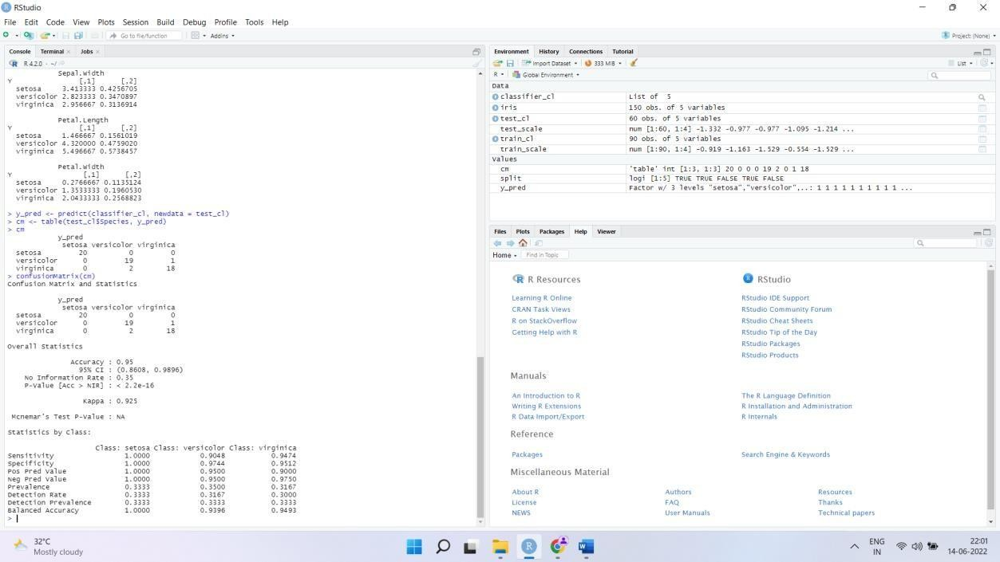 RStudio
File Edit Code View Plots Session Build Debug Profile Tools Help
Go to file/function Addins Project: (None)
Console Terminal Jobs
R 4.2.0 · ~/
Sepal.Width
Y [,1] [,2]
setosa 3.413333 0.4256705
versicolor 2.823333 0.3470897
virginica 2.956667 0.3136914
Petal.Length
Y [,1] [,2]
setosa 1.466667 0.1561019
versicolor 4.320000 0.4759020
virginica 5.496667 0.5738457
Petal.Width
Y [,1] [,2]
setosa 0.2766667 0.1135124
versicolor 1.3533333 0.1960530
virginica 2.0433333 0.2568823
> y_pred <- predict(classifier_cl, newdata = test_cl)
> cm <- table(test_cl$Species, y_pred)
> cm
y_pred
setosa versicolor virginica
setosa 20 0 0
versicolor 0 19 1
virginica 0 2 18
> confusionMatrix(cm)
Confusion Matrix and Statistics
y_pred
setosa versicolor virginica
setosa 20 0 0
versicolor 0 19 1
virginica 0 2 18
Overall Statistics
Accuracy : 0.95
95% CI : (0.8608, 0.9896)
No Information Rate : 0.35
P-Value [Acc > NIR] : < 2.2e-16
Kappa : 0.925
Mcnemar's Test P-Value : NA
Statistics by Class:
Class: setosa Class: versicolor Class: virginica
Sensitivity 1.0000 0.9048 0.9474
Specificity 1.0000 0.9744 0.9512
Pos Pred Value 1.0000 0.9500 0.9000
Neg Pred Value 1.0000 0.9500 0.9750
Prevalence 0.3333 0.3500 0.3167
Detection Rate 0.3333 0.3167 0.3000
Detection Prevalence 0.3333 0.3333 0.3333
Balanced Accuracy 1.0000 0.9396 0.9493
>
Environment History Connections Tutorial
Import Dataset 333 MiB List
R Global Environment
Data
classifier_cl List of 5
iris 150 obs. of 5 variables
test_cl 60 obs. of 5 variables
test_scale num [1:60, 1:4] -1.332 -0.977 -0.977 -1.095 -1.214 ...
train_cl 90 obs. of 5 variables
train_scale num [1:90, 1:4] -0.919 -1.163 -1.529 -0.554 -1.529 ...
Values
cm 'table' int [1:3, 1:3] 20 0 0 0 19 2 0 1 18
split logi [1:5] TRUE TRUE FALSE TRUE FALSE
y_pred Factor w/ 3 levels "setosa","versicolor",..: 1 1 1 1 1 1 1 1 1 1 ...
Files Plots Packages Help Viewer
Home Find in Topic
R Resources
Learning R Online
CRAN Task Views
R on StackOverflow
Getting Help with R
RStudio
RStudio IDE Support
RStudio Community Forum
RStudio Cheat Sheets
RStudio Tip of the Day
RStudio Packages
RStudio Products
Manuals
An Introduction to R The R Language Definition
Writing R Extensions R Installation and Administration
R Data Import/Export R Internals
Reference
Packages Search Engine & Keywords
Miscellaneous Material
About R Authors Resources
License FAQ Thanks
NEWS User Manuals Technical papers
32°C
Mostly cloudy
ENG
IN
22:01
14-06-2022